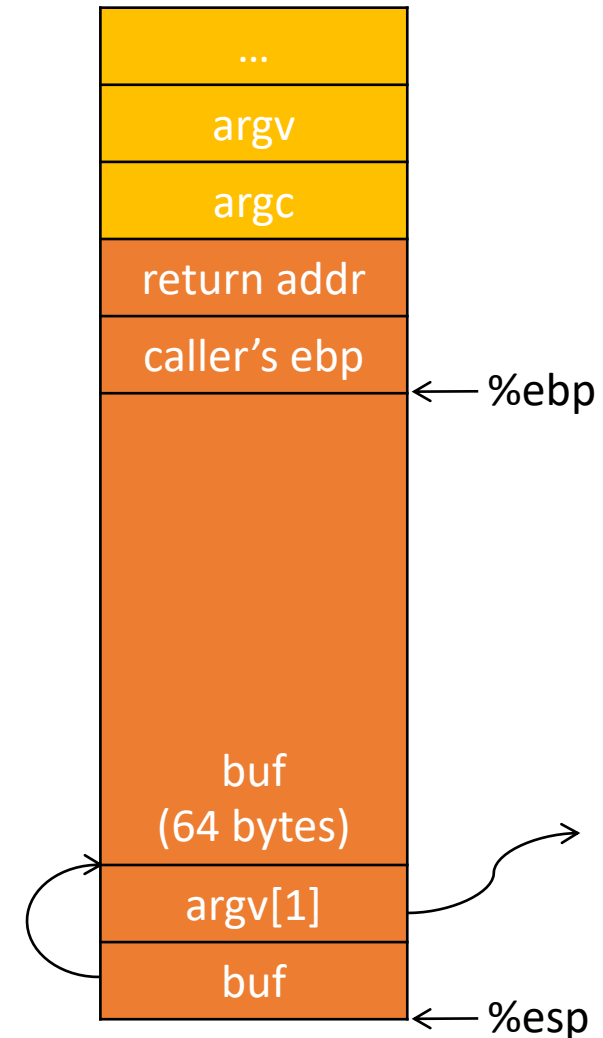 ...
argv
argc
return addr
caller’s ebp
%ebp
buf
(64 bytes)
argv[1]
buf
%esp